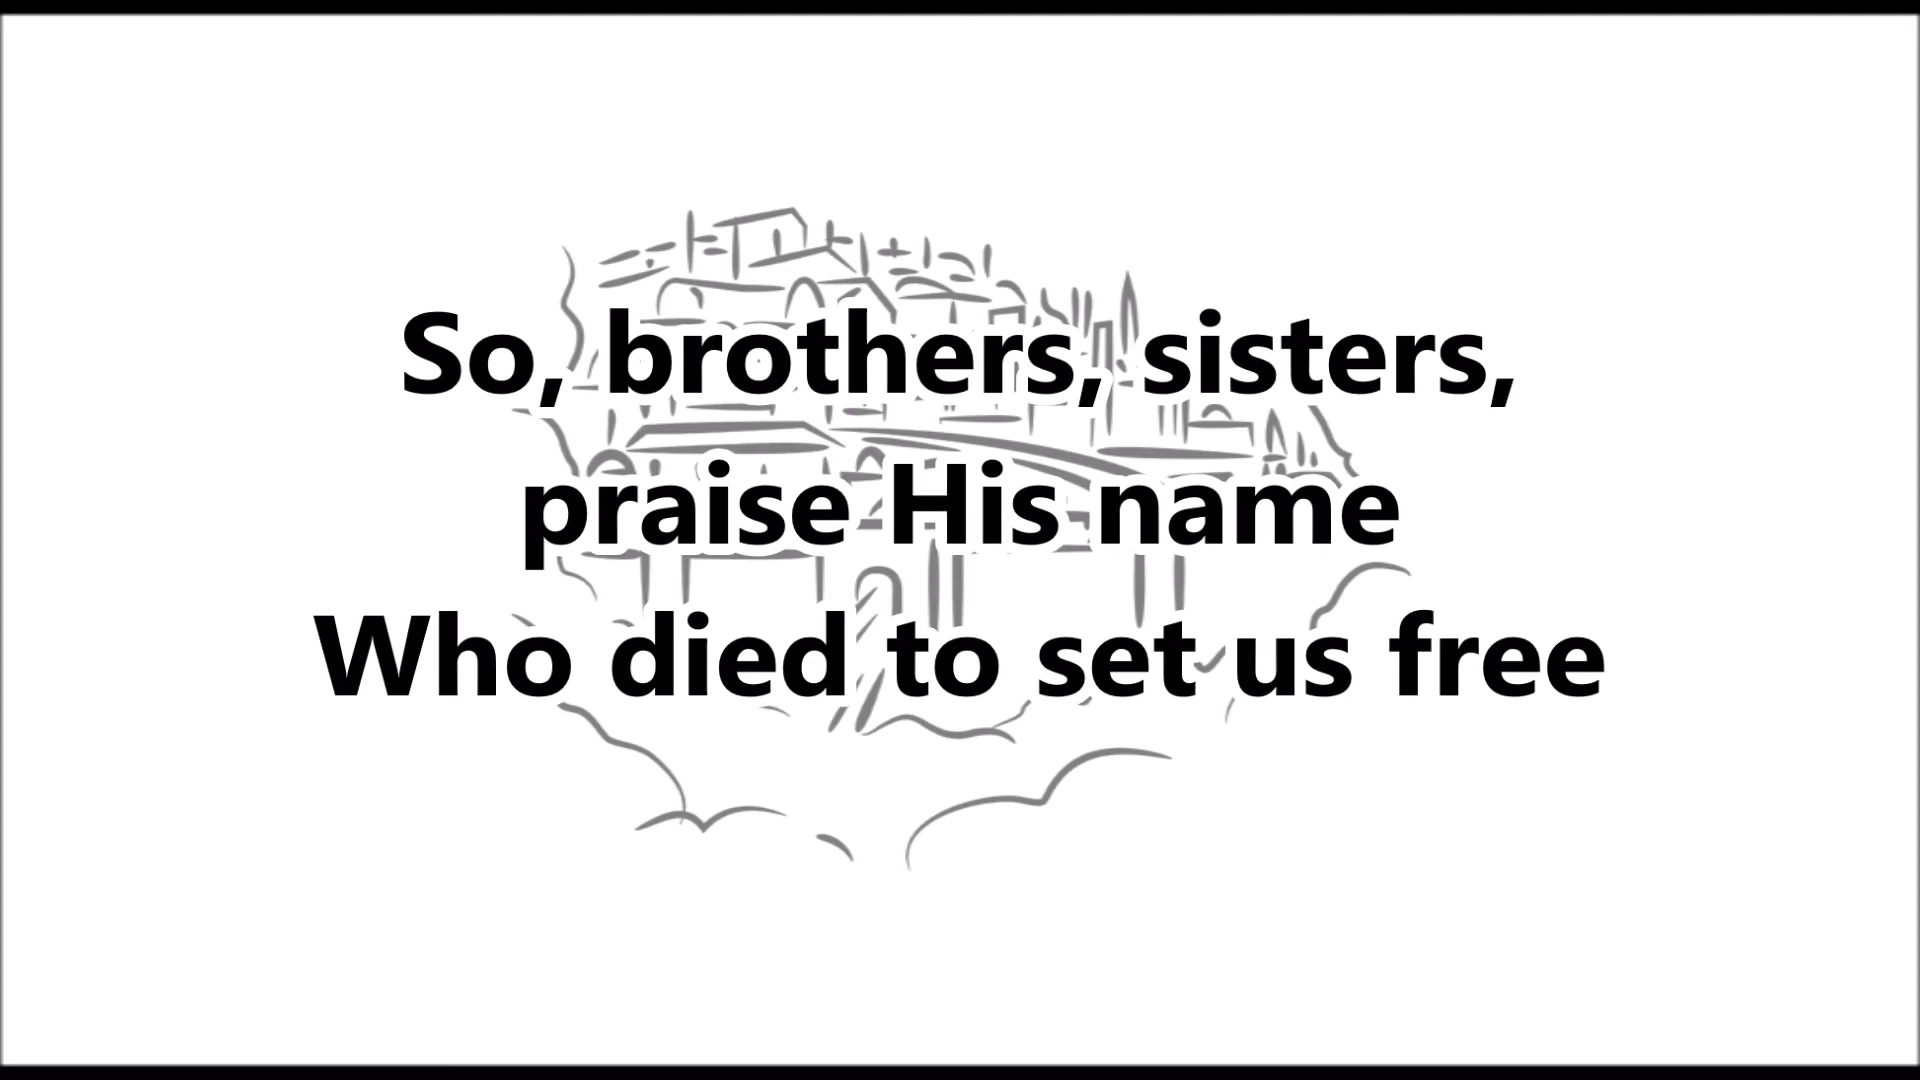 So, brothers, sisters,
praise His name
Who died to set us free